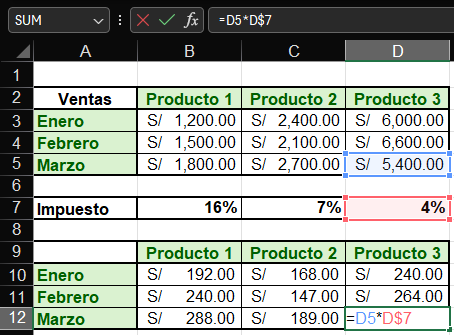 SUM fx =D5*D$7
A B C D
1
2 Ventas Producto 1 Producto 2 Producto 3
3 Enero S/ 1,200.00 S/ 2,400.00 S/ 6,000.00
4 Febrero S/ 1,500.00 S/ 2,100.00 S/ 6,600.00
5 Marzo S/ 1,800.00 S/ 2,700.00 S/ 5,400.00
6
7 Impuesto 16% 7% 4%
8
9 Producto 1 Producto 2 Producto 3
10 Enero S/ 192.00 S/ 168.00 S/ 240.00
11 Febrero S/ 240.00 S/ 147.00 S/ 264.00
12 Marzo S/ 288.00 S/ 189.00 =D5*D$7